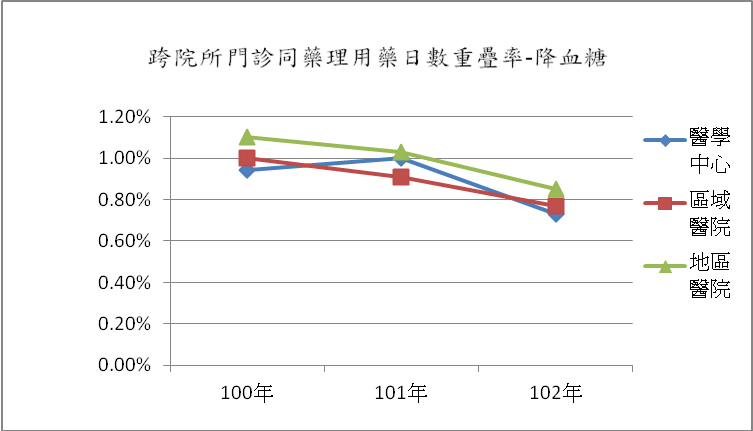 跨院所門診同藥理用藥日數重疊率-降血糖
1.20%
1.00%
0.80%
0.60%
0.40%
0.20%
0.00%
100年
101年
102年
醫學
中心
區域
醫院
地區
醫院